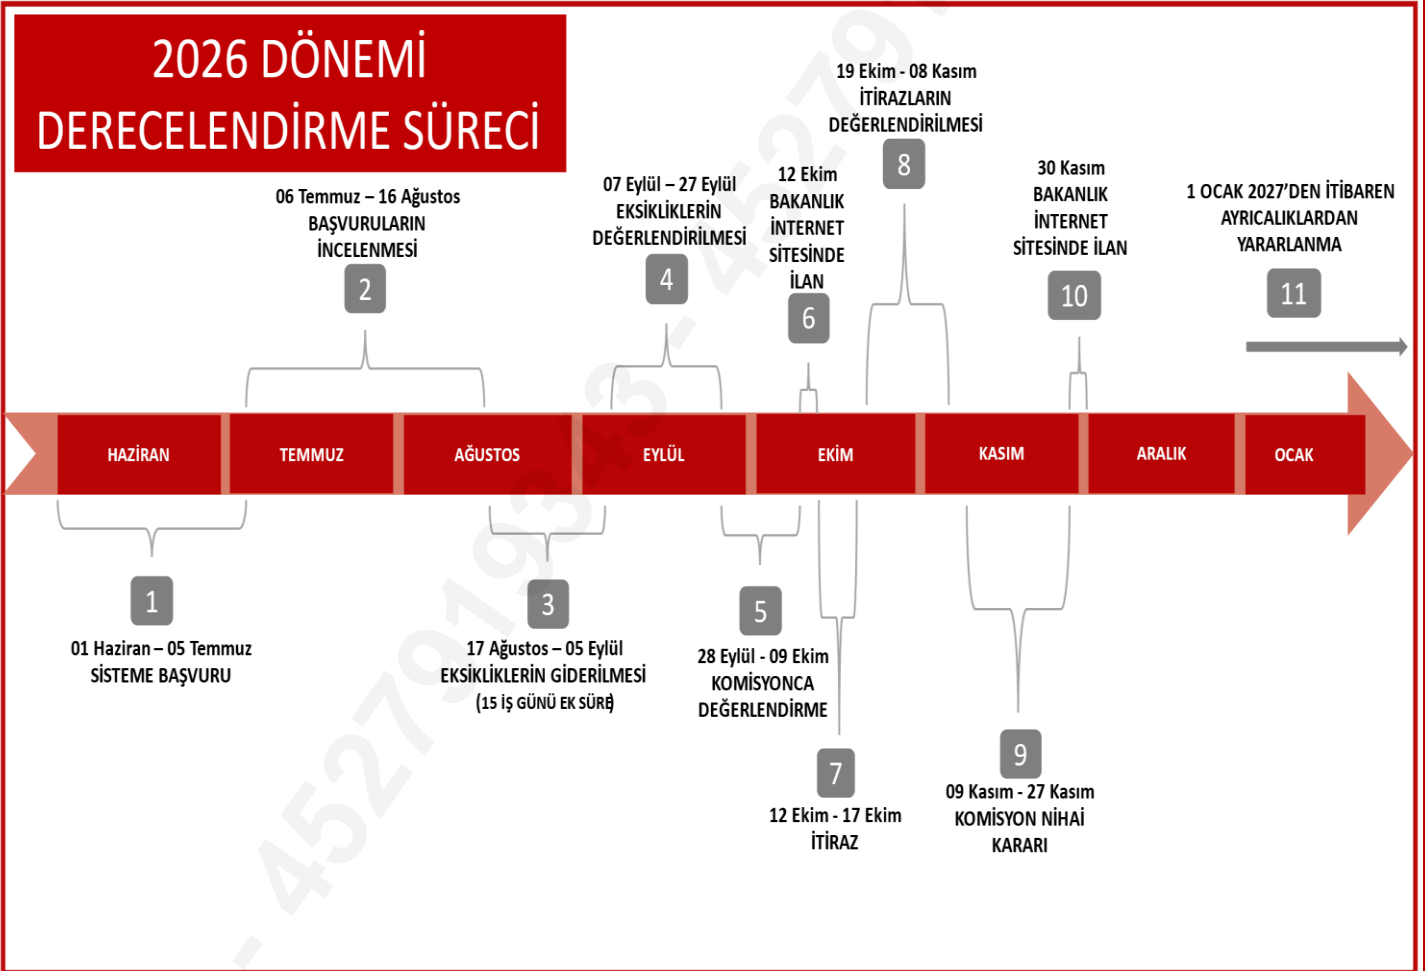 2026 DÖNEMİ
DERECELENDİRME SÜRECİ
06 Temmuz – 16 Ağustos
BAŞVURULARIN
İNCELENMESİ
2
07 Eylül – 27 Eylül
EKSİKLİKLERİN
DEĞERLENDİRİLMESİ
4
12 Ekim
BAKANLIK
İNTERNET
SİTESİNDE
İLAN
6
19 Ekim - 08 Kasım
İTİRAZLARIN
DEĞERLENDİRİLMESİ
8
30 Kasım
BAKANLIK
İNTERNET
SİTESİNDE İLAN
10
1 OCAK 2027'DEN İTİBAREN
AYRICALIKLARDAN
YARARLANMA
11
HAZİRAN
TEMMUZ
AĞUSTOS
EYLÜL
EKİM
KASIM
ARALIK
OCAK
1
01 Haziran – 05 Temmuz
SİSTEME BAŞVURU
3
17 Ağustos – 05 Eylül
EKSİKLİKLERİN GİDERİLMESİ
(15 İŞ GÜNÜ EK SÜRE)
5
28 Eylül - 09 Ekim
KOMİSYONCA
DEĞERLENDİRME
7
12 Ekim - 17 Ekim
İTİRAZ
9
09 Kasım - 27 Kasım
KOMİSYON NİHAİ
KARARI
- 4527919343 - 45279